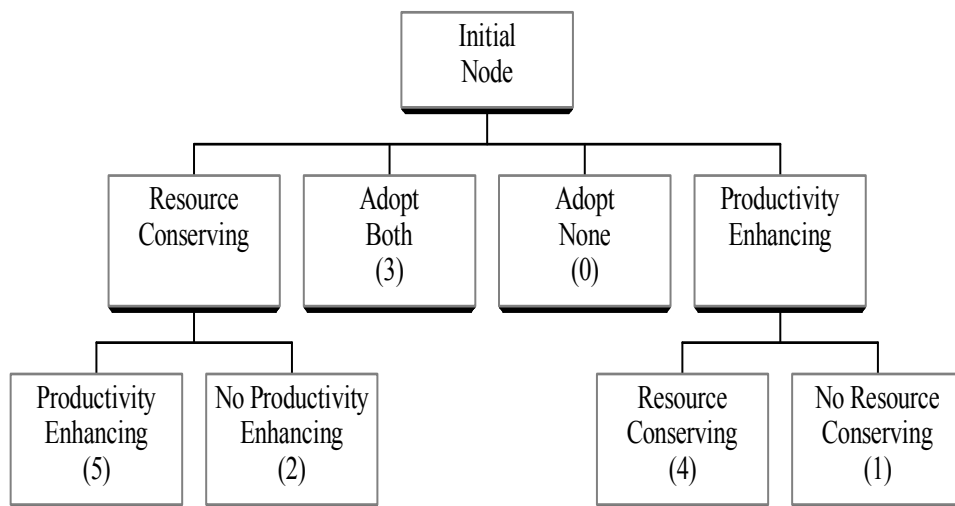 Initial
Node
Resource
Conserving
Adopt
Both
(3)
Adopt
None
(0)
Productivity
Enhancing
Productivity
Enhancing
(5)
No Productivity
Enhancing
(2)
Resource
Conserving
(4)
No Resource
Conserving
(1)